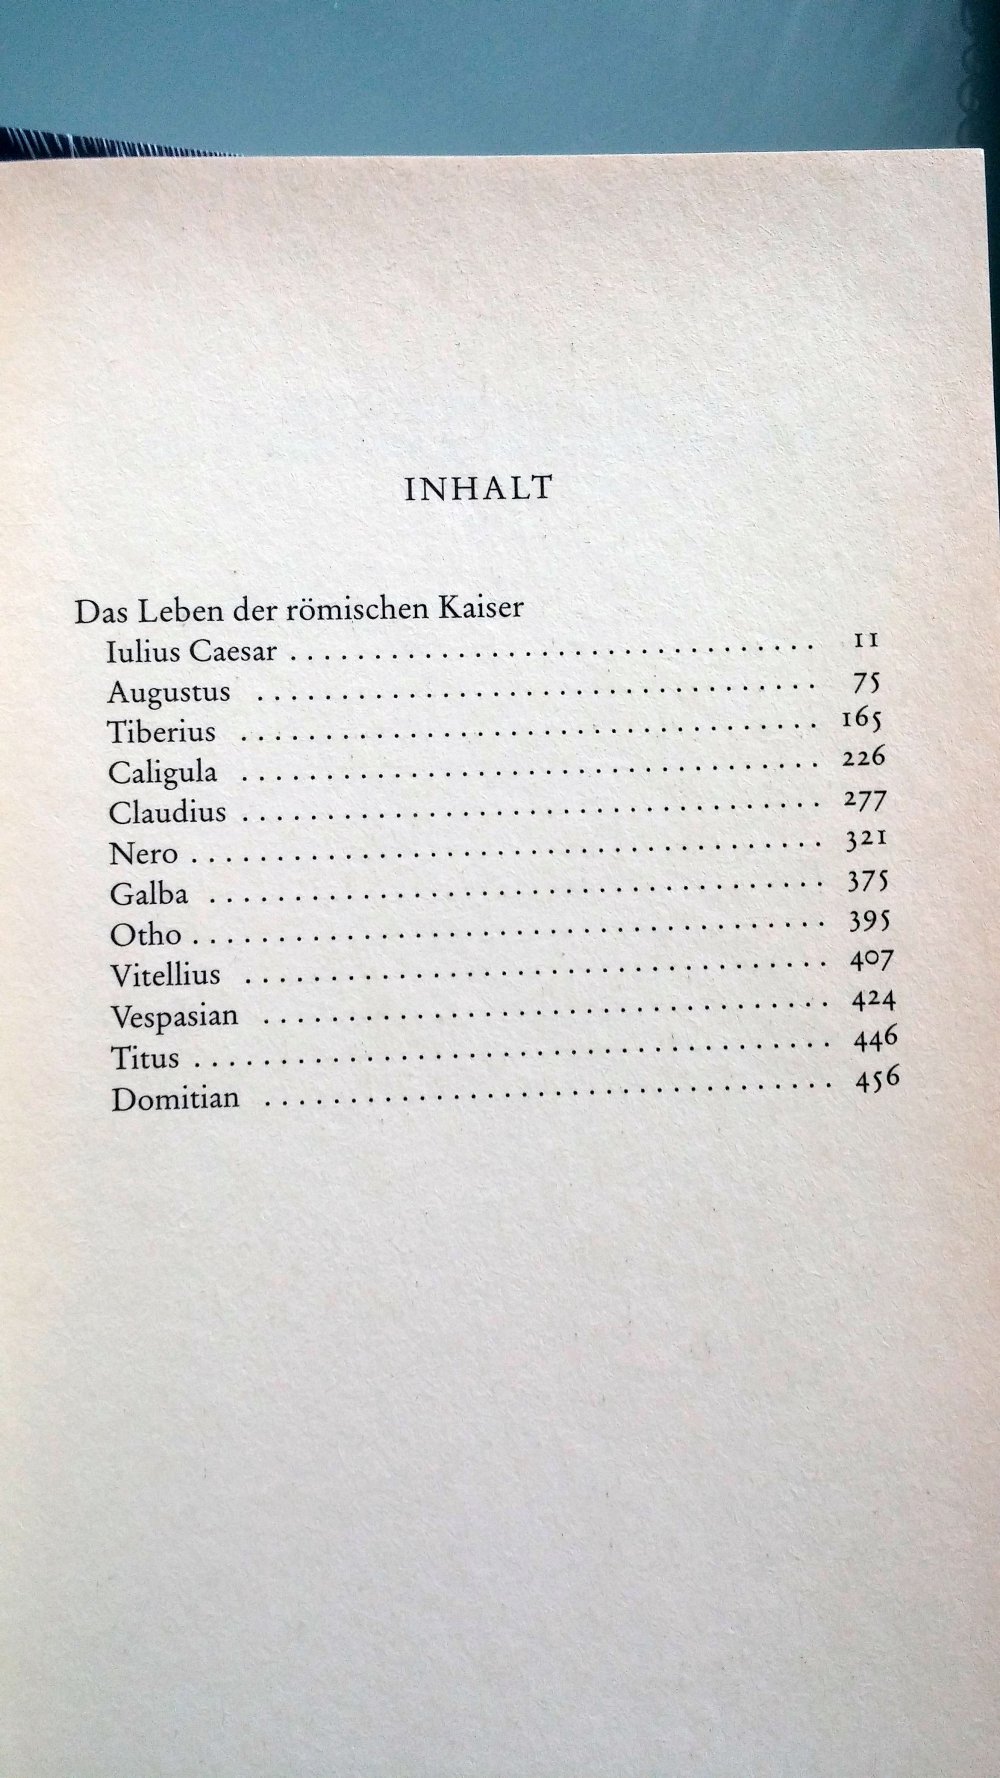 INHALT
Das Leben der römischen Kaiser
Iulius Caesar . . . . . . . . . . . . . . . . . . . . . . . . . . . . . . . 11
Augustus . . . . . . . . . . . . . . . . . . . . . . . . . . . . . . . . . 75
Tiberius . . . . . . . . . . . . . . . . . . . . . . . . . . . . . . . . . . 165
Caligula . . . . . . . . . . . . . . . . . . . . . . . . . . . . . . . . . . 226
Claudius . . . . . . . . . . . . . . . . . . . . . . . . . . . . . . . . . . 277
Nero . . . . . . . . . . . . . . . . . . . . . . . . . . . . . . . . . . . . . 321
Galba . . . . . . . . . . . . . . . . . . . . . . . . . . . . . . . . . . . . 375
Otho . . . . . . . . . . . . . . . . . . . . . . . . . . . . . . . . . . . . . 395
Vitellius . . . . . . . . . . . . . . . . . . . . . . . . . . . . . . . . . . 407
Vespasian . . . . . . . . . . . . . . . . . . . . . . . . . . . . . . . . . 424
Titus . . . . . . . . . . . . . . . . . . . . . . . . . . . . . . . . . . . . . 446
Domitian . . . . . . . . . . . . . . . . . . . . . . . . . . . . . . . . . 456